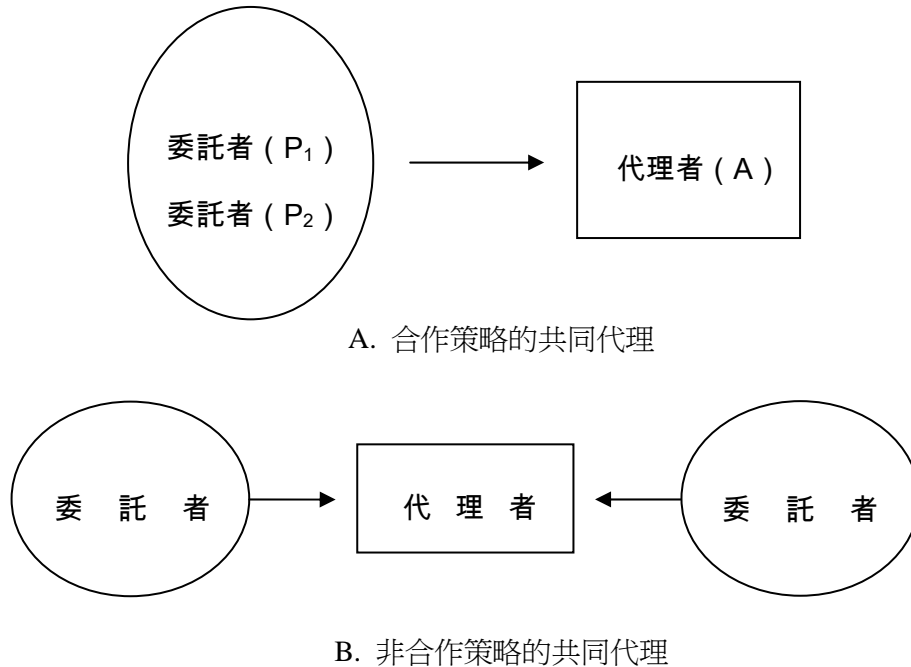 委託者（P₁）
委託者（P₂）
代理者（A）
A. 合作策略的共同代理
委 託 者
代 理 者
委 託 者
B. 非合作策略的共同代理